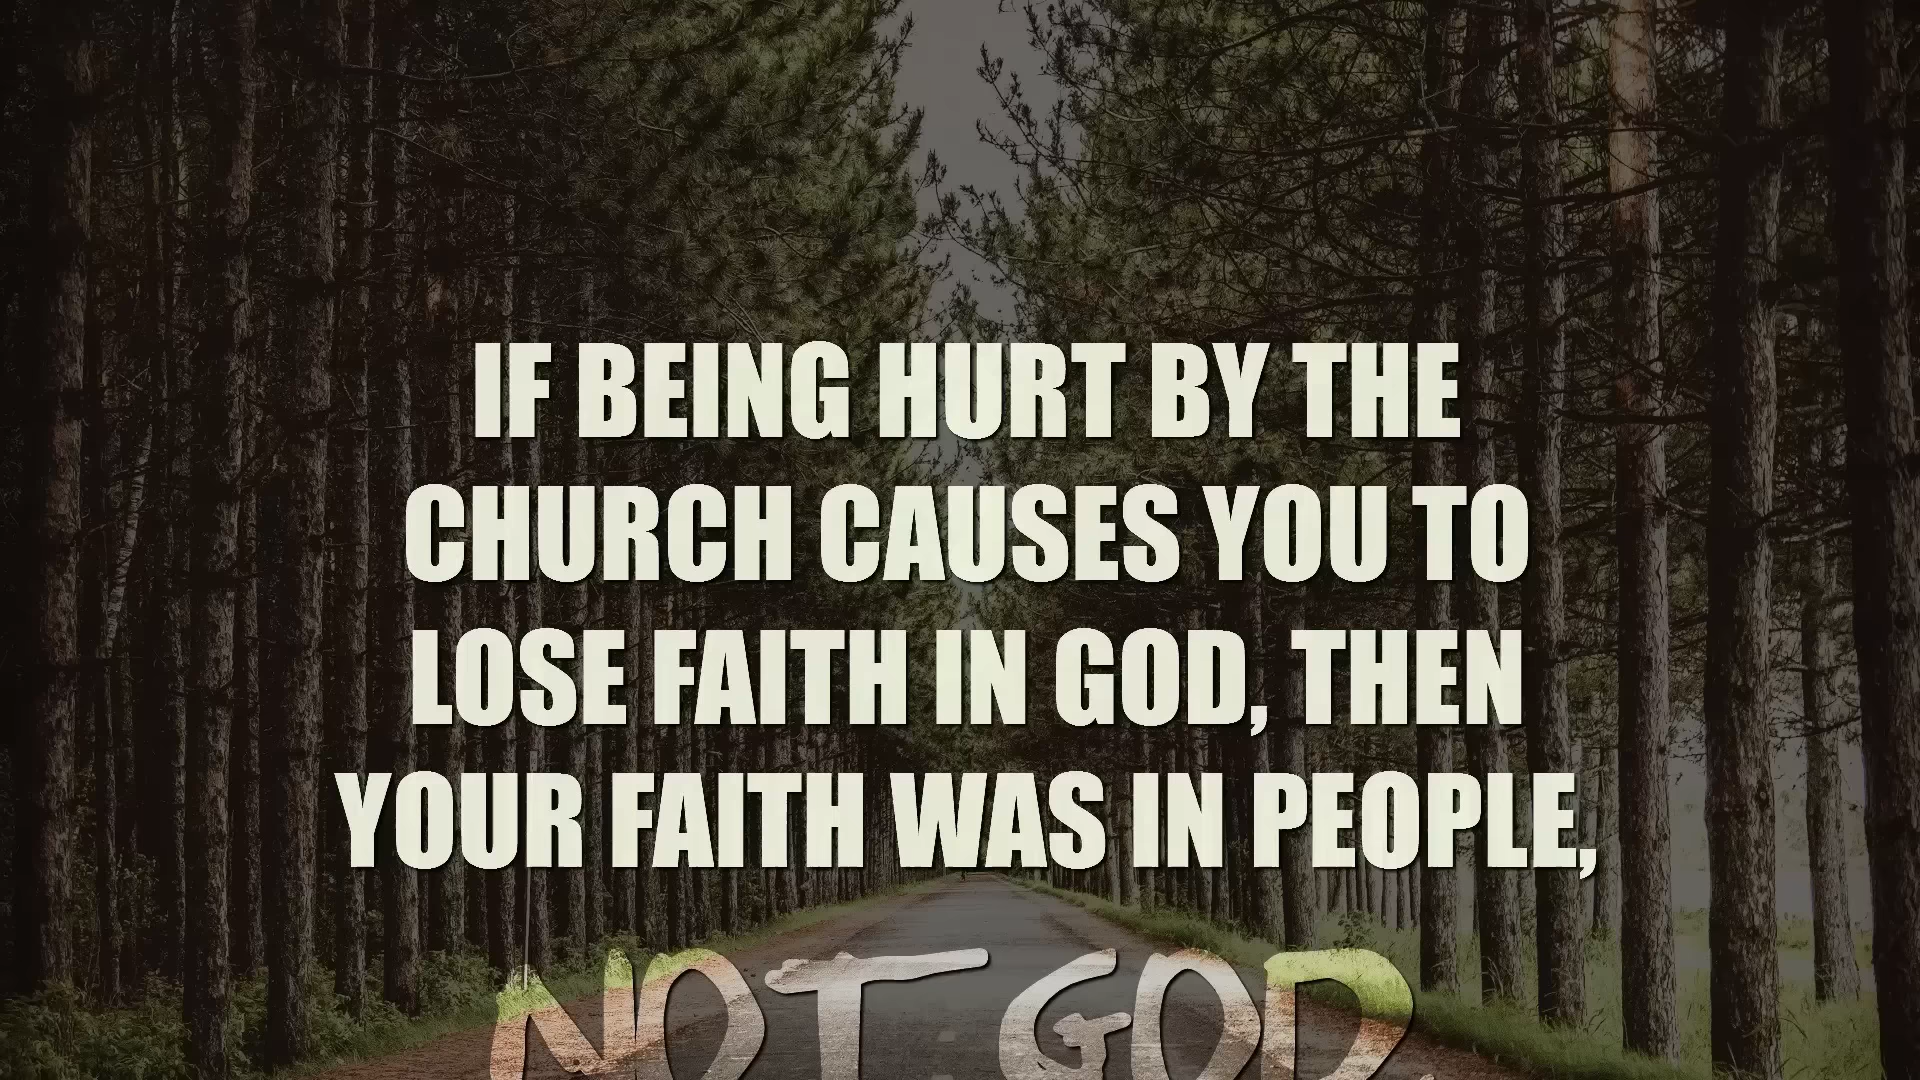 IF BEING HURT BY THE
CHURCH CAUSES YOU TO
LOSE FAITH IN GOD, THEN
YOUR FAITH WAS IN PEOPLE,
NOT GOD.